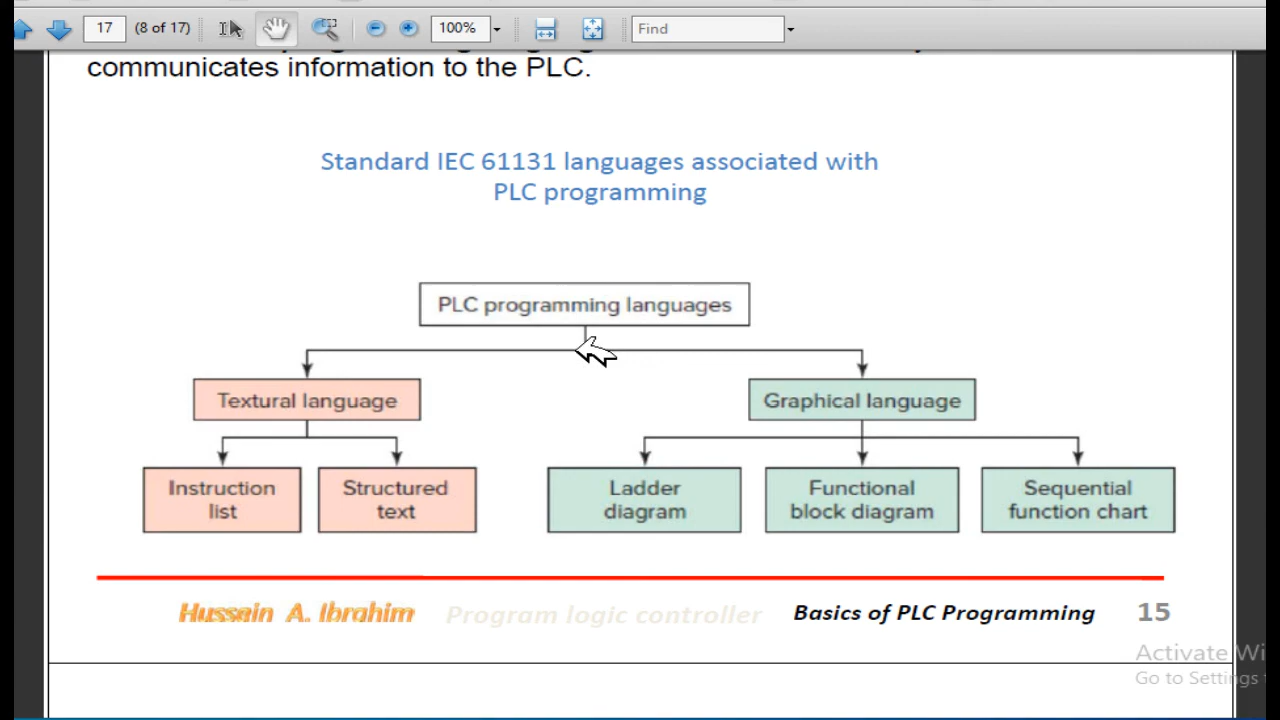 17 (8 of 17) 100% Find
communicates information to the PLC.
Standard IEC 61131 languages associated with
PLC programming
PLC programming languages
Textural language
Graphical language
Instruction
list
Structured
text
Ladder
diagram
Functional
block diagram
Sequential
function chart
Hussein A. Ibrahim Program logic controller Basics of PLC Programming 15
Activate Wi
Go to Settings